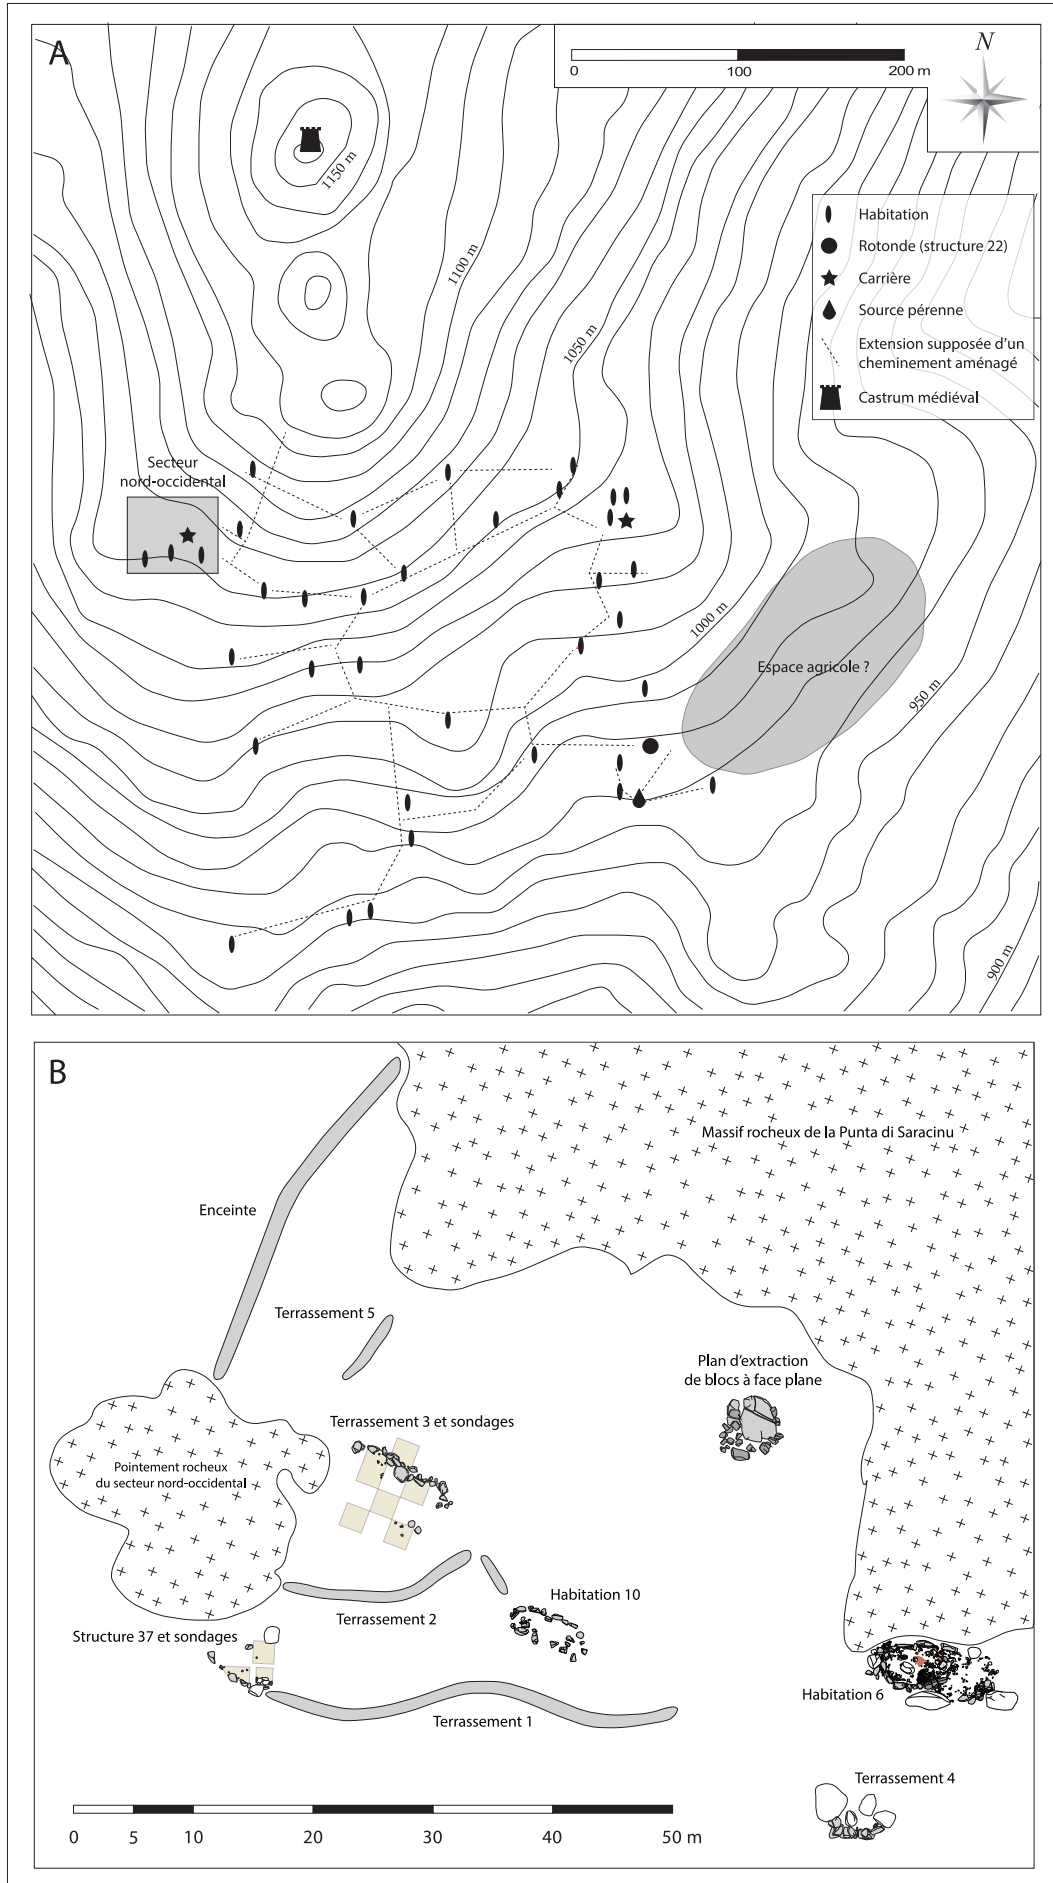 A
0
100
200 m
N
1150 m
1100 m
1050 m
1000 m
950 m
900 m
Habitation
Rotonde (structure 22)
Carrière
Source pérenne
Extension supposée d'un
cheminement aménagé
Castrum médiéval
Secteur
nord-occidental
Espace agricole ?
B
Massif rocheux de la Punta di Saracinu
Enceinte
Terrassement 5
Plan d'extraction
de blocs à face plane
Terrassement 3 et sondages
Pointement rocheux
du secteur nord-occidental
Habitation 10
Terrassement 2
Structure 37 et sondages
Habitation 6
Terrassement 1
Terrassement 4
0
5
10
20
30
40
50 m